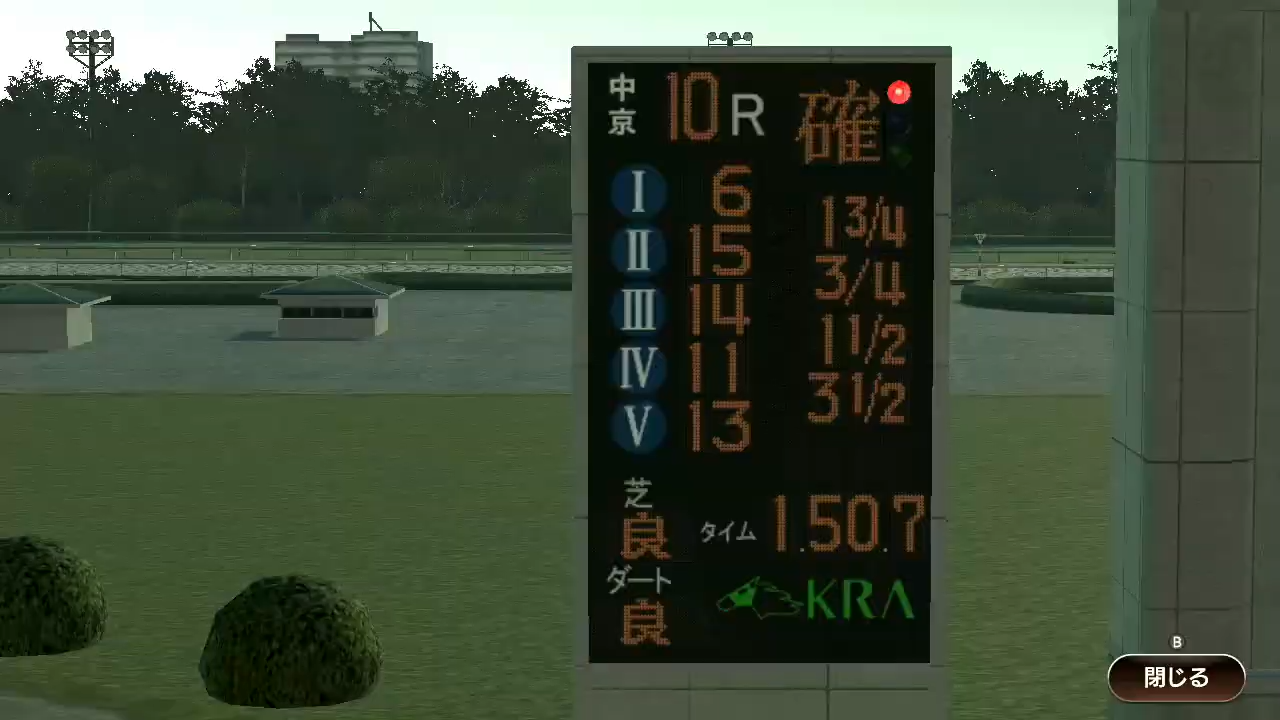 中京 10R 確
Ⅰ 6
1 3/4
Ⅱ 15
3/4
Ⅲ 14
1 1/2
Ⅳ 11
3 1/2
Ⅴ 13
芝
良 タイム 1.50.7
ダート
良 KRA
B
閉じる